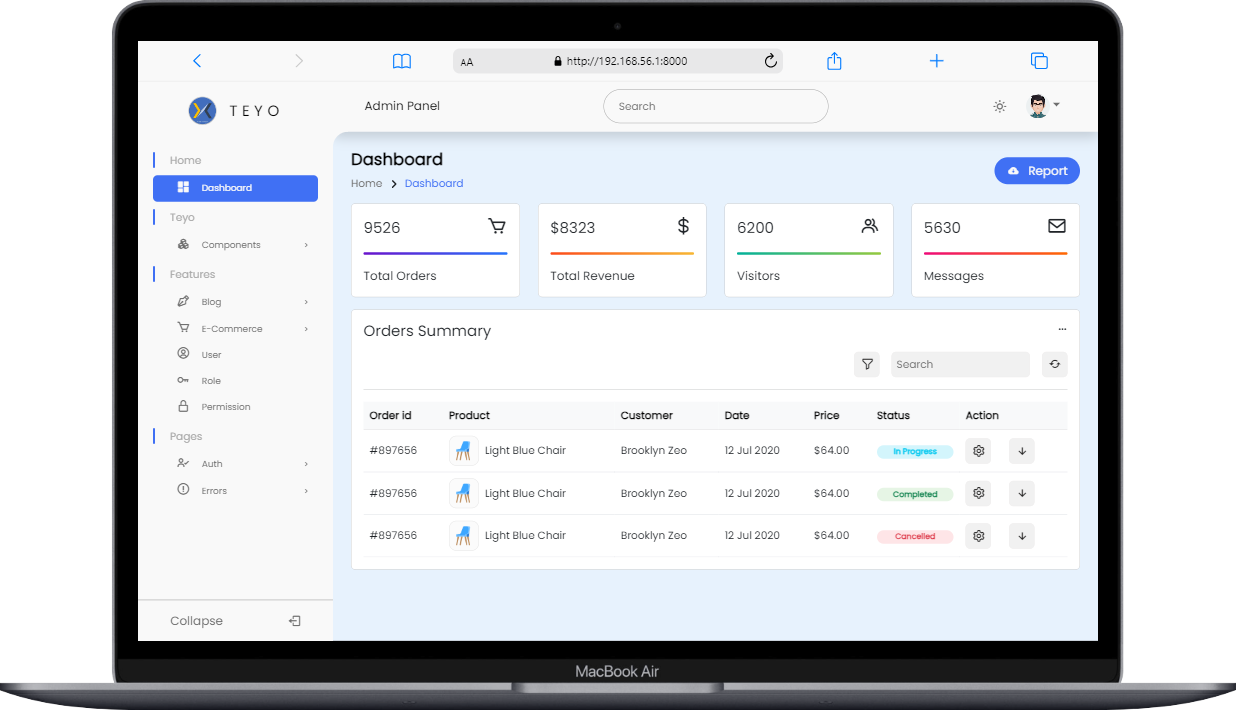 AA http://192.168.56.1:8000
TEYO
Admin Panel
Search
Home
Dashboard
Teyo
Components
Features
Blog
E-Commerce
User
Role
Permission
Pages
Auth
Errors
Collapse
Dashboard
Home Dashboard
Report
9526 $8323 6200 5630
Total Orders Total Revenue Visitors Messages
Orders Summary
Search
Order id Product Customer Date Price Status Action
#897656 Light Blue Chair Brooklyn Zeo 12 Jul 2020 $64.00 In Progress
#897656 Light Blue Chair Brooklyn Zeo 12 Jul 2020 $64.00 Completed
#897656 Light Blue Chair Brooklyn Zeo 12 Jul 2020 $64.00 Cancelled
MacBook Air